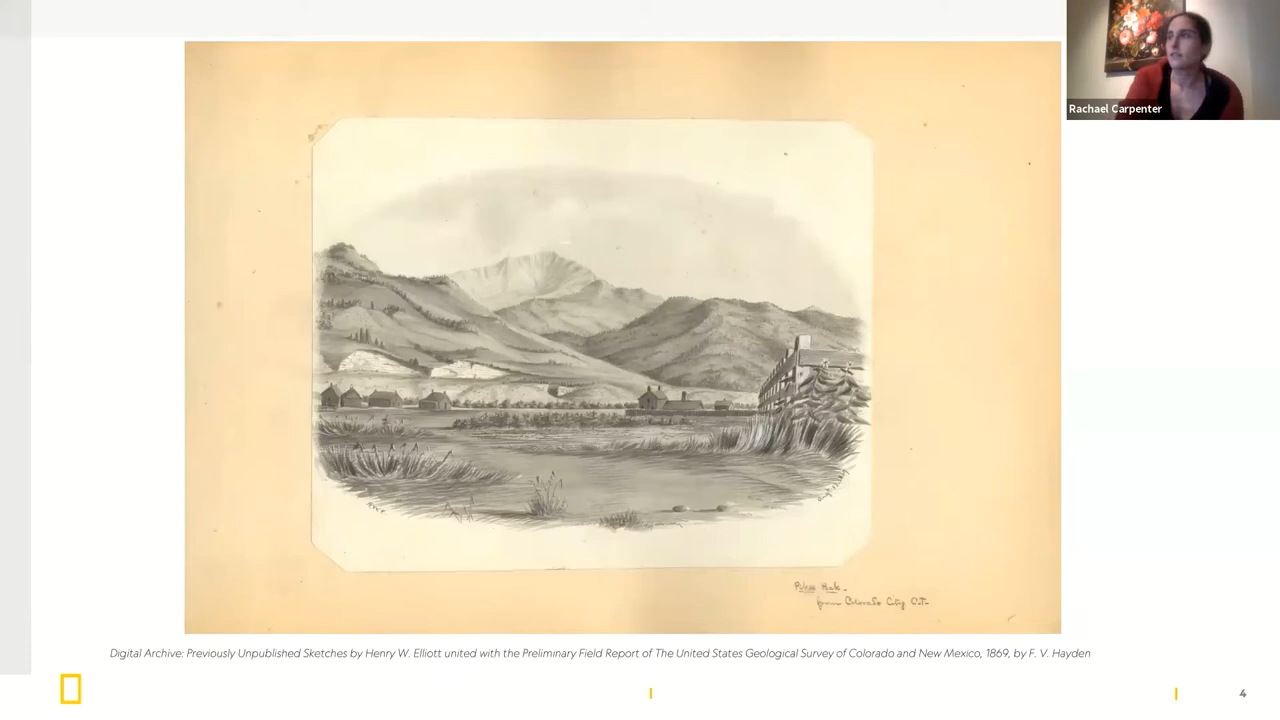 Rachael Carpenter
Pikes Peak.
from Colorado City
Digital Archive: Previously Unpublished Sketches by Henry W. Elliott united with the Preliminary Field Report of The United States Geological Survey of Colorado and New Mexico, 1869, by F. V. Hayden
4